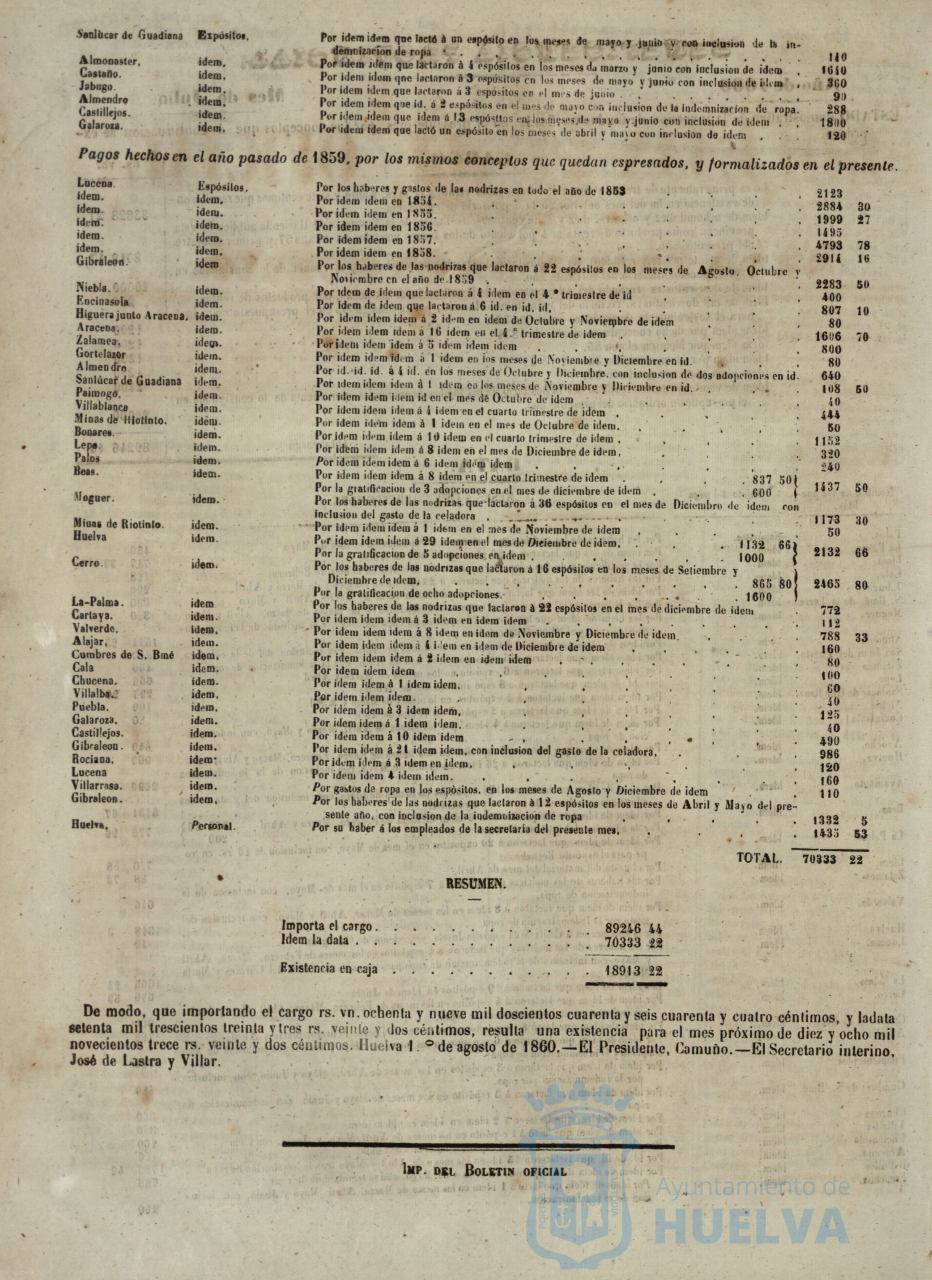 Sanlúcar de Guadiana Espósitos. Por idem idem que lactó á un espósito en los meses de mayo y junio y con inclusion de la in-
demnizacion de ropa . . . 140
Almonaster. idem. Por idem idem que lactaron á 4 espósitos en los meses de marzo y junio con inclusion de idem . 1640
Castaño. idem. Por idem idem que lactaron á 3 espósitos en los meses de mayo y junio con inclusion de idem . 360
Jabugo. idem. Por idem idem que lactaron á 3 espósitos en el mes de junio . . . 90
Almendro idem. Por idem idem que id. á 2 espósitos en el mes de mayo con inclusion de la indemnizacion de ropa. 288
Castillejos. idem. Por idem idem que idem á 13 espósitos en los meses de mayo y junio con inclusion de idem . . 1800
Galaroza. idem. Por idem idem que lactó un espósito en los meses de abril y mayo con inclusion de idem . . 120
Pagos hechos en el año pasado de 1859, por los mismos conceptos que quedan espresados, y formalizados en el presente.
Lucena. Espósitos. Por los haberes y gastos de las nodrizas en todo el año de 1853 . . . 2123
idem. idem. Por idem idem en 1854. . . . 2884 30
idem. idem. Por idem idem en 1855. . . . 1999 27
idem. idem. Por idem idem en 1856. . . . 1495
idem. idem. Por idem idem en 1857. . . . 4793 78
idem. idem. Por idem idem en 1858. . . . 2914 16
Gibraleon. idem Por los haberes de las nodrizas que lactaron á 22 espósitos en los meses de Agosto, Octubre y
Noviembre en el año de 1859 . . . 2283 50
Niebla. idem. Por idem de idem que lactaron á 4 idem en el 4.° trimestre de id . . . 400
Encinasola idem. Por idem de idem que lactaron á 6 id. en id. id. . . . 807 10
Higuera junto Aracena. idem. Por idem idem idem á 2 idem en idem de Octubre y Noviembre de idem . . . 80
Aracena. idem. Por idem idem idem á 16 idem en el 4.° trimestre de idem . . . 1606 70
Zalamea. idem. Por idem idem idem á 5 idem idem idem . . . 800
Gortelazor idem. Por idem idem idem á 1 idem en los meses de Noviembre y Diciembre en id. . . . 80
Almendro idem. Por id. id. id. á 4 id. en los meses de Octubre y Diciembre, con inclusion de dos adopciones en id. 640
Sanlúcar de Guadiana idem. Por idem idem idem á 1 idem en los meses de Noviembre y Diciembre en id. . . . 108 50
Paimogo. idem. Por idem idem idem id en el mes de Octubre de idem . . . 40
Villablanca idem. Por idem idem idem á 4 idem en el cuarto trimestre de idem . . . 444
Minas de Riotinto. idem. Por idem idem idem á 1 idem en el mes de Octubre de idem. . . . 50
Bonares. idem. Por idem idem idem á 10 idem en el cuarto trimestre de idem . . . 1152
Lepe. idem. Por idem idem idem á 8 idem en el mes de Diciembre de idem. . . . 320
Palos idem. Por idem idem idem á 6 idem idem idem . . . 240
Beas. idem. Por idem idem idem á 8 idem en el cuarto trimestre de idem . . . 837 50
Por la gratificacion de 3 adopciones en el mes de diciembre de idem . . . 600 } 1437 50
Moguer. idem. Por los haberes de las nodrizas que lactaron á 36 espósitos en el mes de Diciembre de idem con
inclusion del gasto de la celadora . . . 1173 30
Minas de Riotinto. idem. Por idem idem idem á 1 idem en el mes de Noviembre de idem . . . 50
Huelva idem. Por idem idem idem á 29 idem en el mes de Diciembre de idem. . . . 1132 66
Por la gratificacion de 5 adopciones en idem . . . 1000 } 2132 66
Cerro. idem. Por los haberes de las nodrizas que lactaron á 16 espósitos en los meses de Setiembre y
Diciembre de idem. . . . 865 80
Por la gratificacion de ocho adopciones. . . . 1600 } 2465 80
La-Palma. idem Por los haberes de las nodrizas que lactaron á 22 espósitos en el mes de diciembre de idem 772
Cartaya. idem. Por idem idem idem á 3 idem en idem idem . . . 112
Valverde. idem. Por idem idem idem á 8 idem en idem de Noviembre y Diciembre de idem. . . . 788 33
Alajar. idem. Por idem idem idem á 4 idem en idem de Diciembre de idem . . . 160
Cumbres de S. Bmé idem. Por idem idem idem á 2 idem en idem idem . . . 80
Cala idem. Por idem idem idem . . . 100
Chucena. idem. Por idem idem á 1 idem idem. . . . 60
Villalba. idem. Por idem idem idem . . . 40
Puebla. idem. Por idem idem á 3 idem idem. . . . 125
Galaroza. idem. Por idem idem á 1 idem idem. . . . 40
Castillejos. idem. Por idem idem á 10 idem idem . . . 490
Gibraleon. idem. Por idem idem á 21 idem idem, con inclusion del gasto de la celadora. . . . 986
Rociana. idem. Por idem idem á 3 idem en idem. . . . 120
Lucena idem. Por idem idem 4 idem idem. . . . 160
Villarrasa. idem. Por gastos de ropa en los espósitos, en los meses de Agosto y Diciembre de idem . . . 110
Gibraleon. idem. Por los haberes de las nodrizas que lactaron á 12 espósitos en los meses de Abril y Mayo del pre-
sente año, con inclusion de la indemnizacion de ropa . . . 1332 5
Huelva. Personal. Por su haber á los empleados de la secretaría del presente mes. . . . 1435 53
TOTAL. 70333 22
RESUMEN.
Importa el cargo . . . 89246 44
Idem la data . . . 70333 22
Existencia en caja . . . 18913 22
De modo, que importando el cargo rs. vn. ochenta y nueve mil doscientos cuarenta y seis cuarenta y cuatro céntimos, y la data
setenta mil trescientos treinta y tres rs. veinte y dos céntimos, resulta una existencia para el mes próximo de diez y ocho mil
novecientos trece rs. veinte y dos céntimos. Huelva 1.° de agosto de 1860.—El Presidente, Camuño.—El Secretario interino,
José de Lastra y Villar.
IMP. DEL BOLETIN OFICIAL
Ayuntamiento de
HUELVA